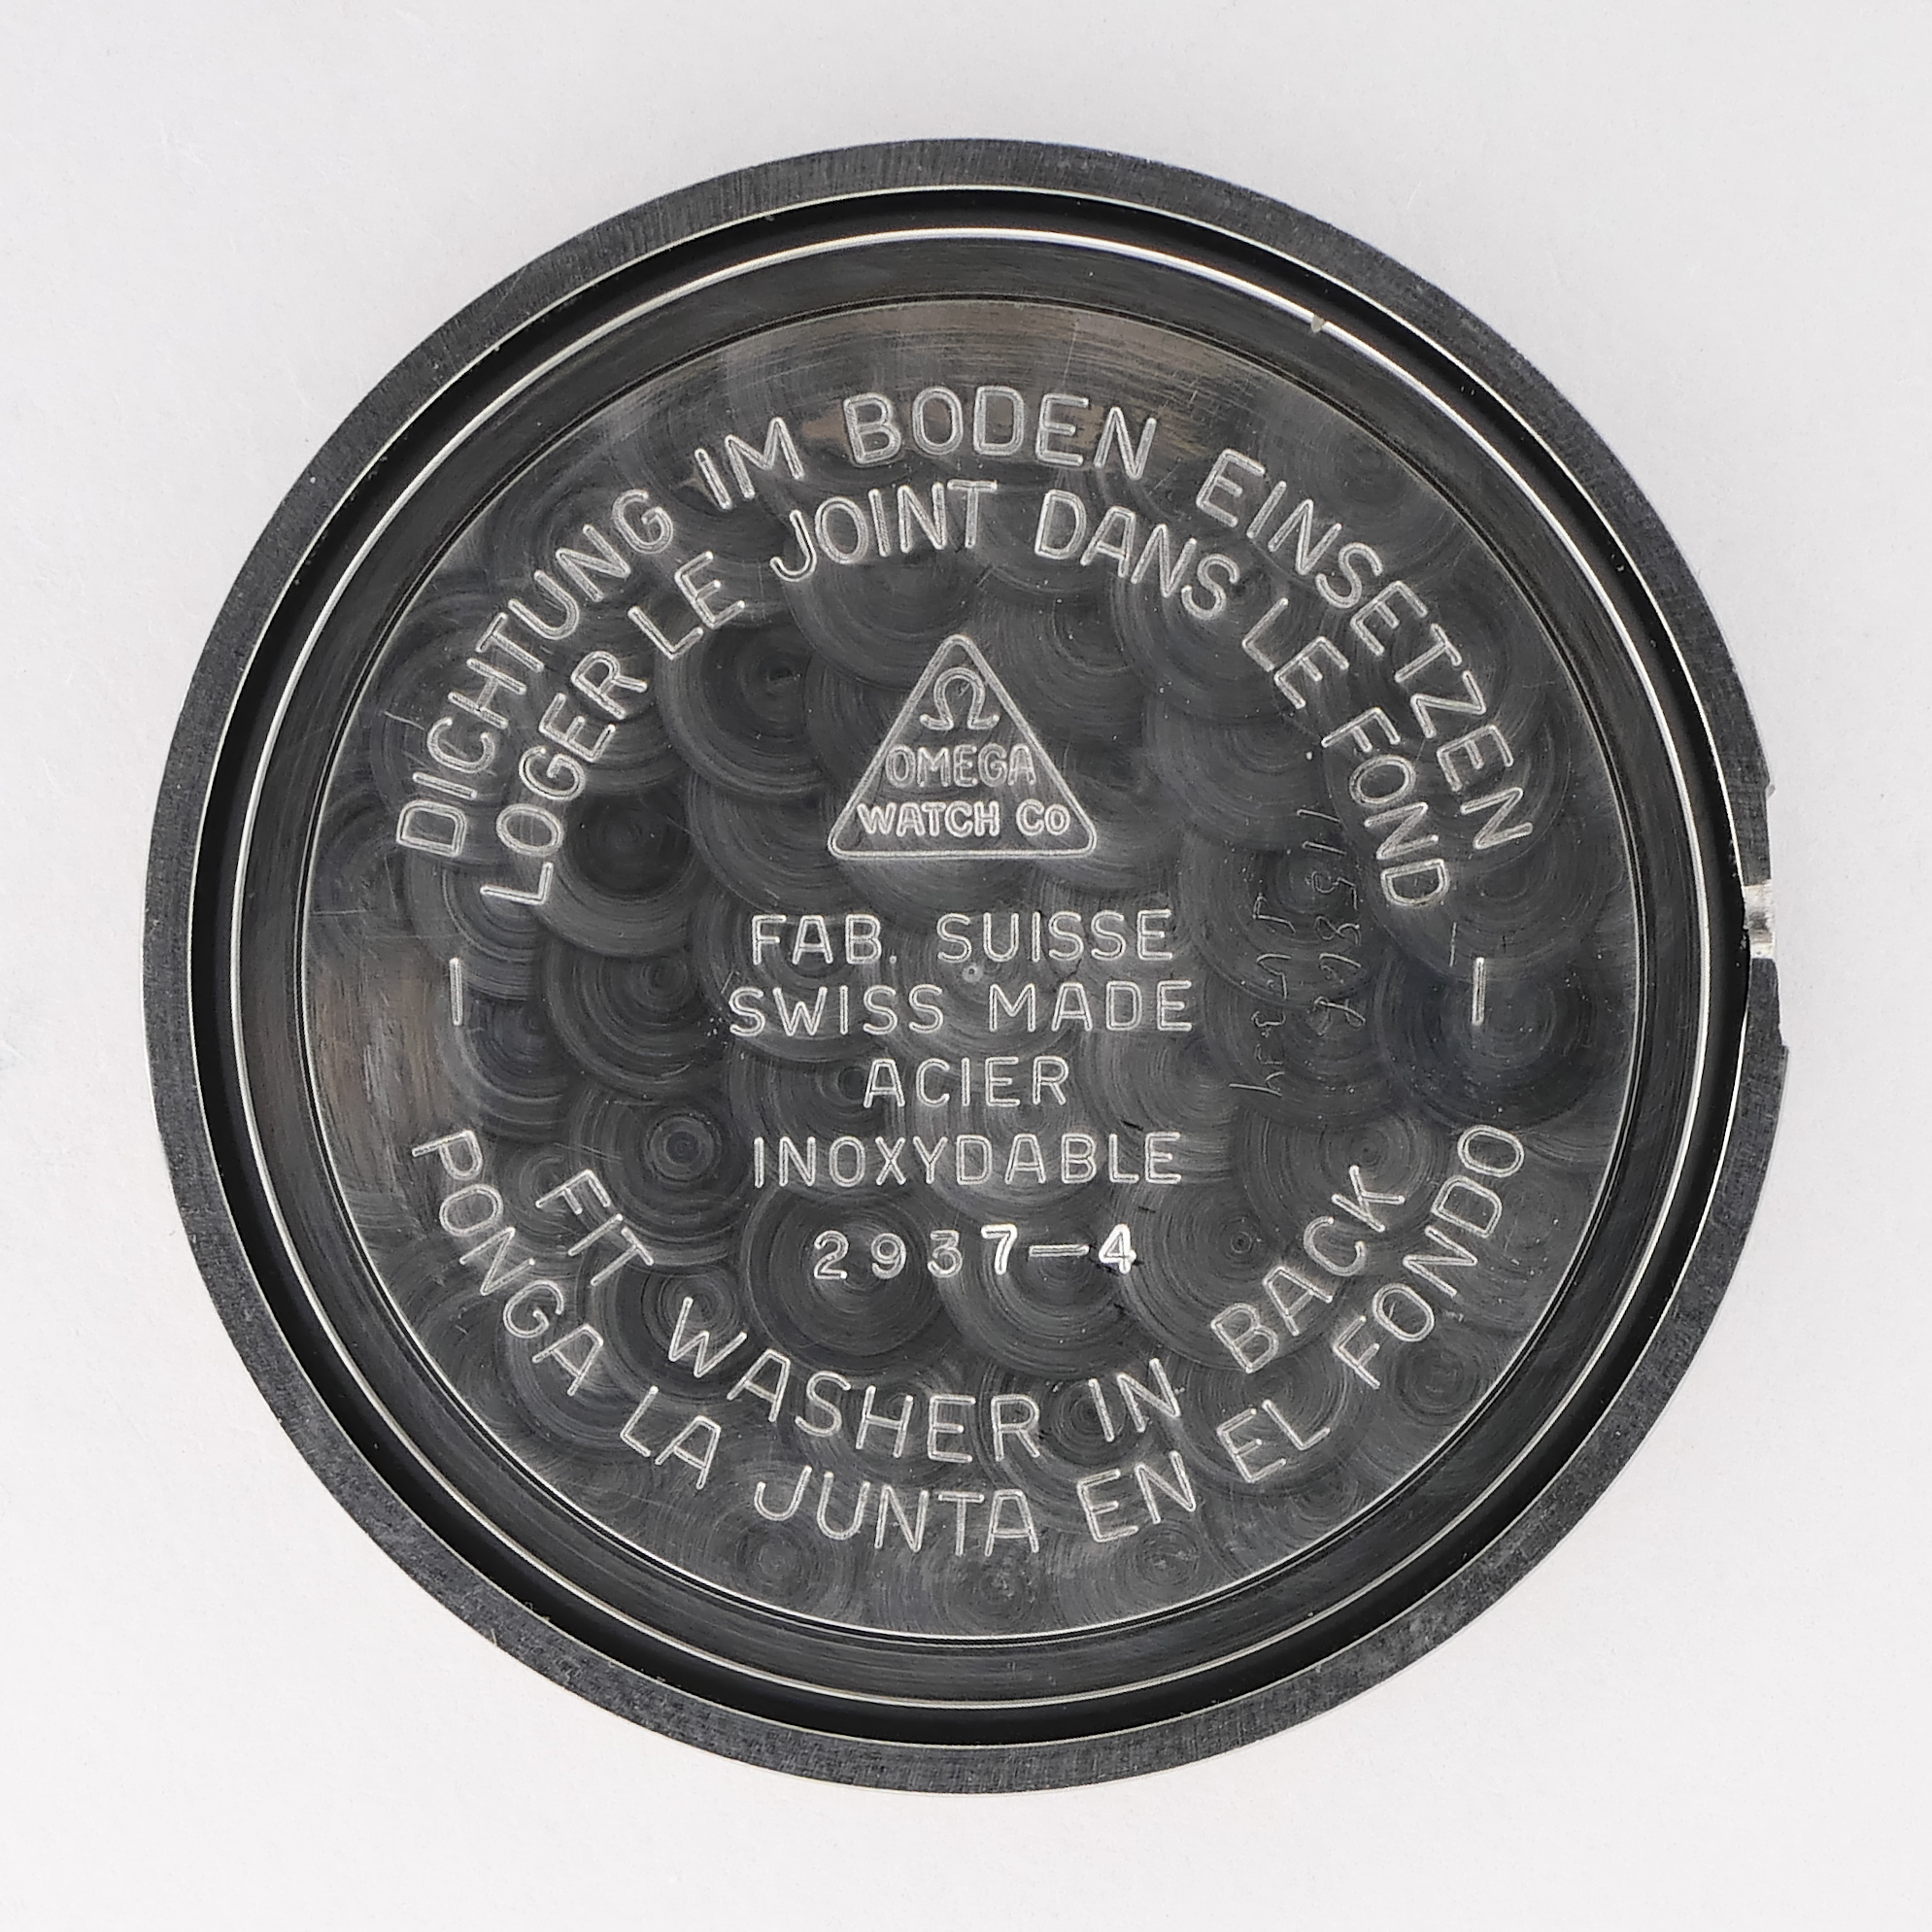 DICHTUNG IM BODEN EINSETZEN
LOGER LE JOINT DANS LE FOND
Ω
OMEGA
WATCH CO
FAB. SUISSE
SWISS MADE
ACIER
INOXYDABLE
2937-4
FIT WASHER IN BACK
PONGA LA JUNTA EN EL FONDO